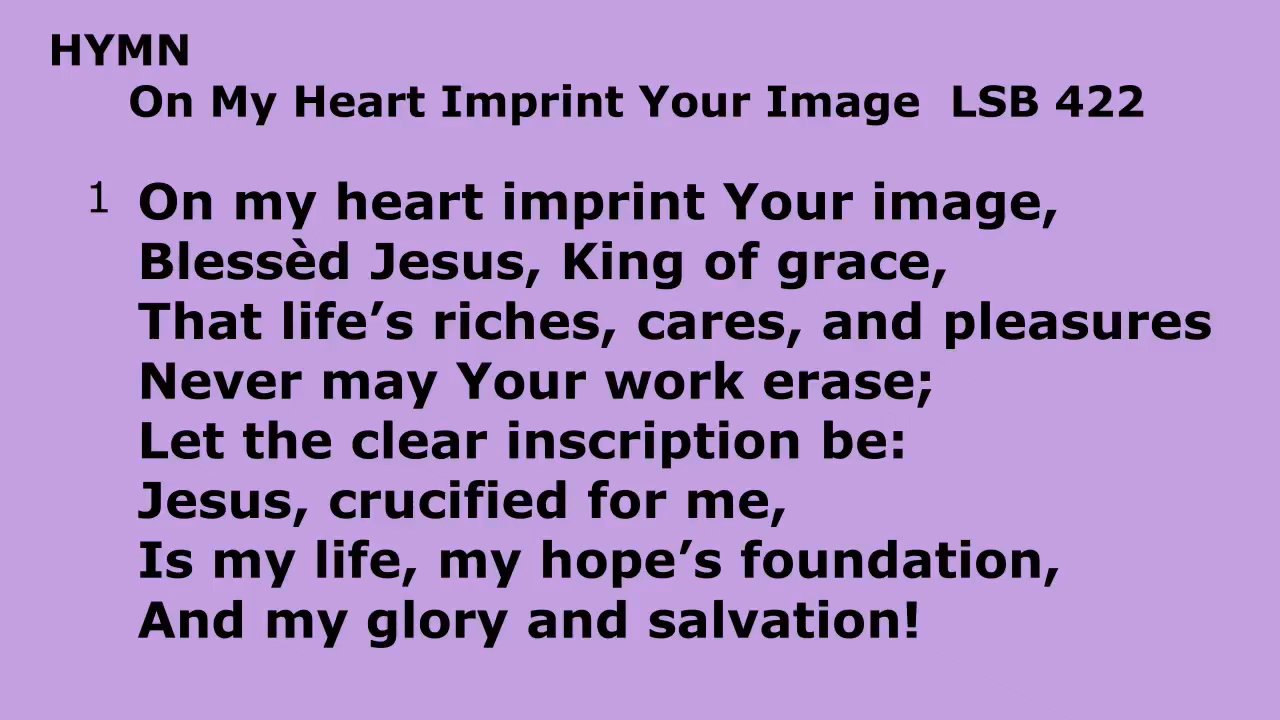 HYMN
On My Heart Imprint Your Image LSB 422
1 On my heart imprint Your image,
Blessèd Jesus, King of grace,
That life’s riches, cares, and pleasures
Never may Your work erase;
Let the clear inscription be:
Jesus, crucified for me,
Is my life, my hope’s foundation,
And my glory and salvation!